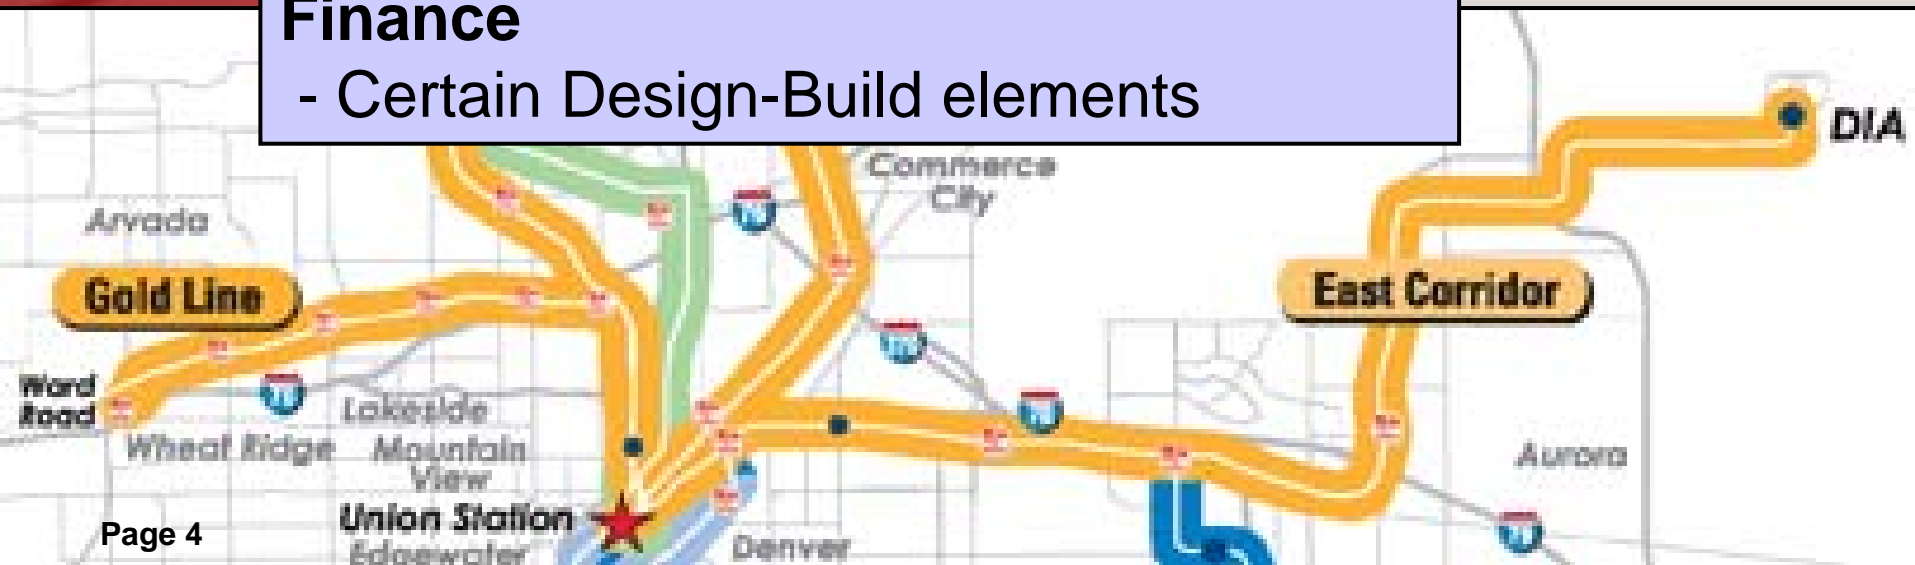 Finance
- Certain Design-Build elements
DIA
Commerce
City
Arvada
Gold Line
East Corridor
Ward
Road
Lakeside
Wheat Ridge
Mountain
View
Aurora
Union Station
Page 4
Edgewater
Denver